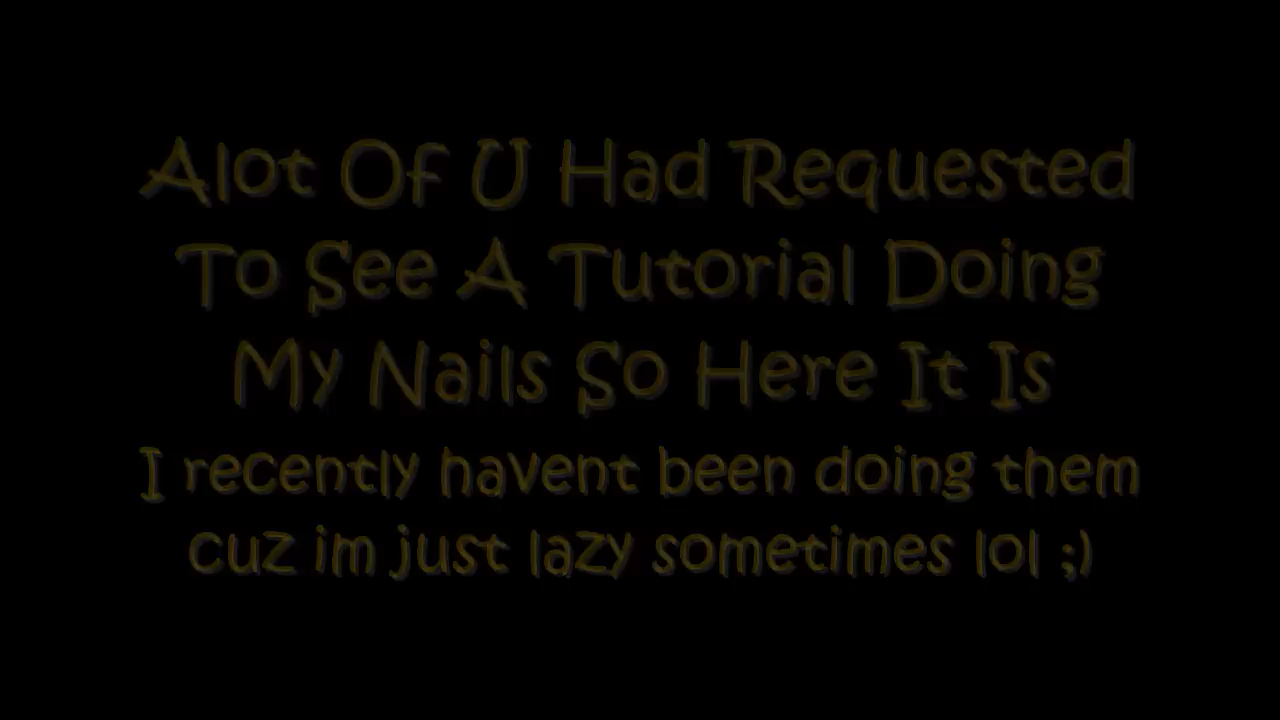 Alot Of U Had Requested
To See A Tutorial Doing
My Nails So Here It Is
I recently havent been doing them
cuz im just lazy sometimes lol ;)